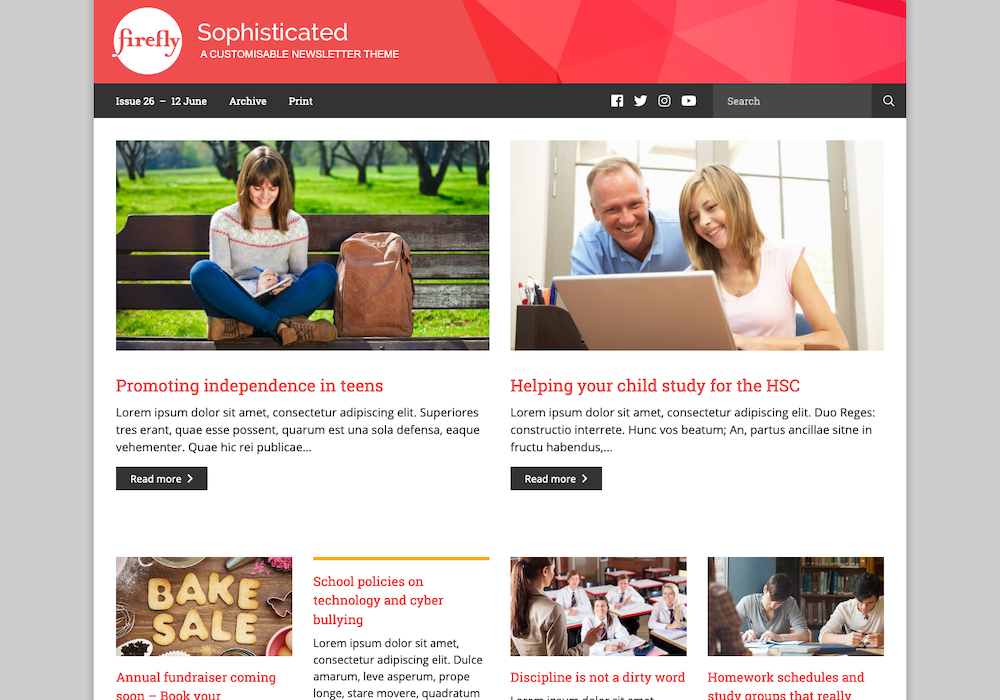 firefly
Sophisticated
A CUSTOMISABLE NEWSLETTER THEME
Issue 26 – 12 June Archive Print Search
Promoting independence in teens
Lorem ipsum dolor sit amet, consectetur adipiscing elit. Superiores
tres erant, quae esse possent, quarum est una sola defensa, eaque
vehementer. Quae hic rei publicae...
Read more
Helping your child study for the HSC
Lorem ipsum dolor sit amet, consectetur adipiscing elit. Duo Reges:
constructio interrete. Hunc vos beatum; An, partus ancillae sitne in
fructu habendus,...
Read more
BAKE
SALE
Annual fundraiser coming
soon – Book your
School policies on
technology and cyber
bullying
Lorem ipsum dolor sit amet,
consectetur adipiscing elit. Dulce
amarum, leve asperum, prope
longe, stare movere, quadratum
Discipline is not a dirty word
Lorem ipsum dolor sit amet,
Homework schedules and
study groups that really